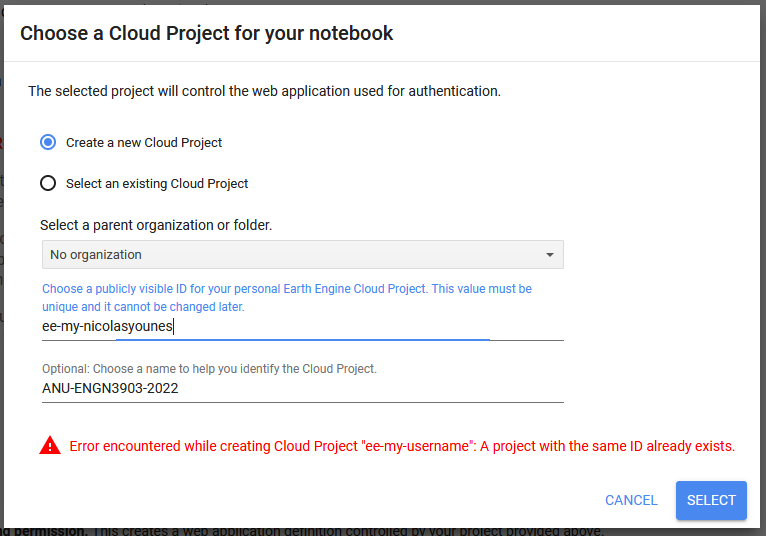 Choose a Cloud Project for your notebook
The selected project will control the web application used for authentication.
Create a new Cloud Project
Select an existing Cloud Project
Select a parent organization or folder.
No organization
Choose a publicly visible ID for your personal Earth Engine Cloud Project. This value must be
unique and it cannot be changed later.
ee-my-nicolasyounes
Optional: Choose a name to help you identify the Cloud Project.
ANU-ENGN3903-2022
Error encountered while creating Cloud Project "ee-my-username": A project with the same ID already exists.
CANCEL SELECT
permission. This creates a web application definition controlled by your project provided above.